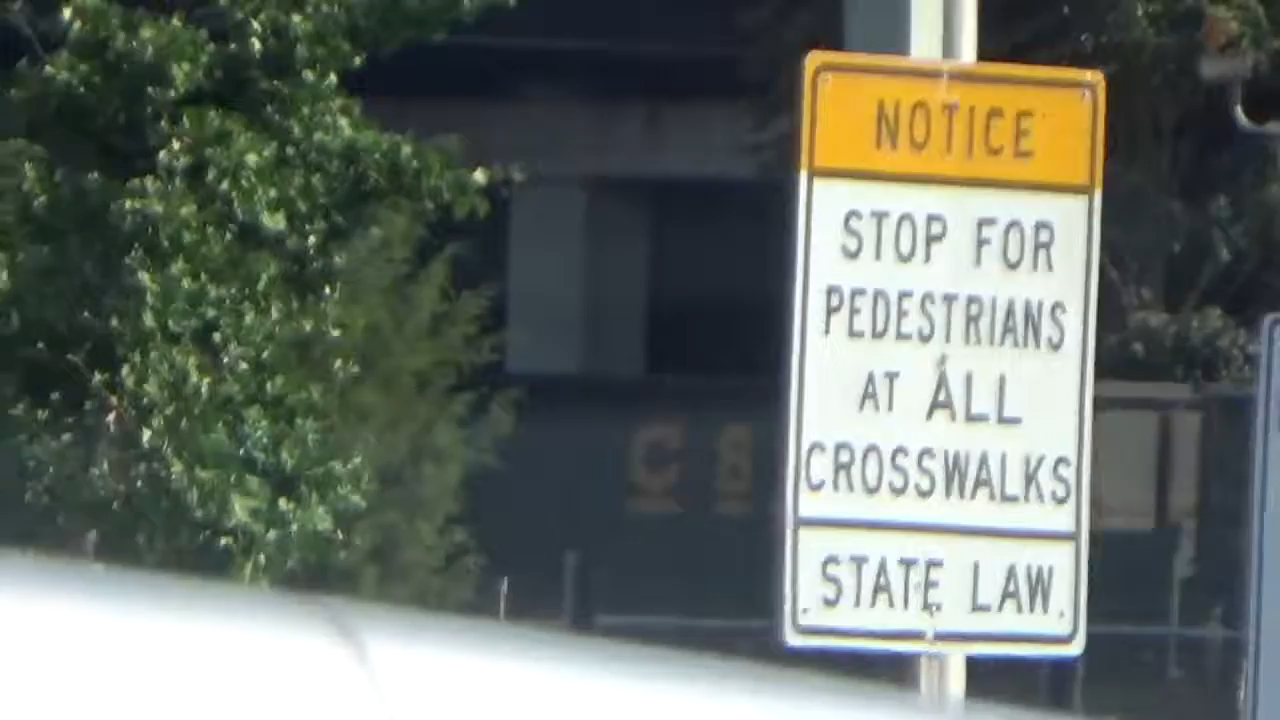 NOTICE
STOP FOR
PEDESTRIANS
AT ALL
CROSSWALKS
STATE LAW